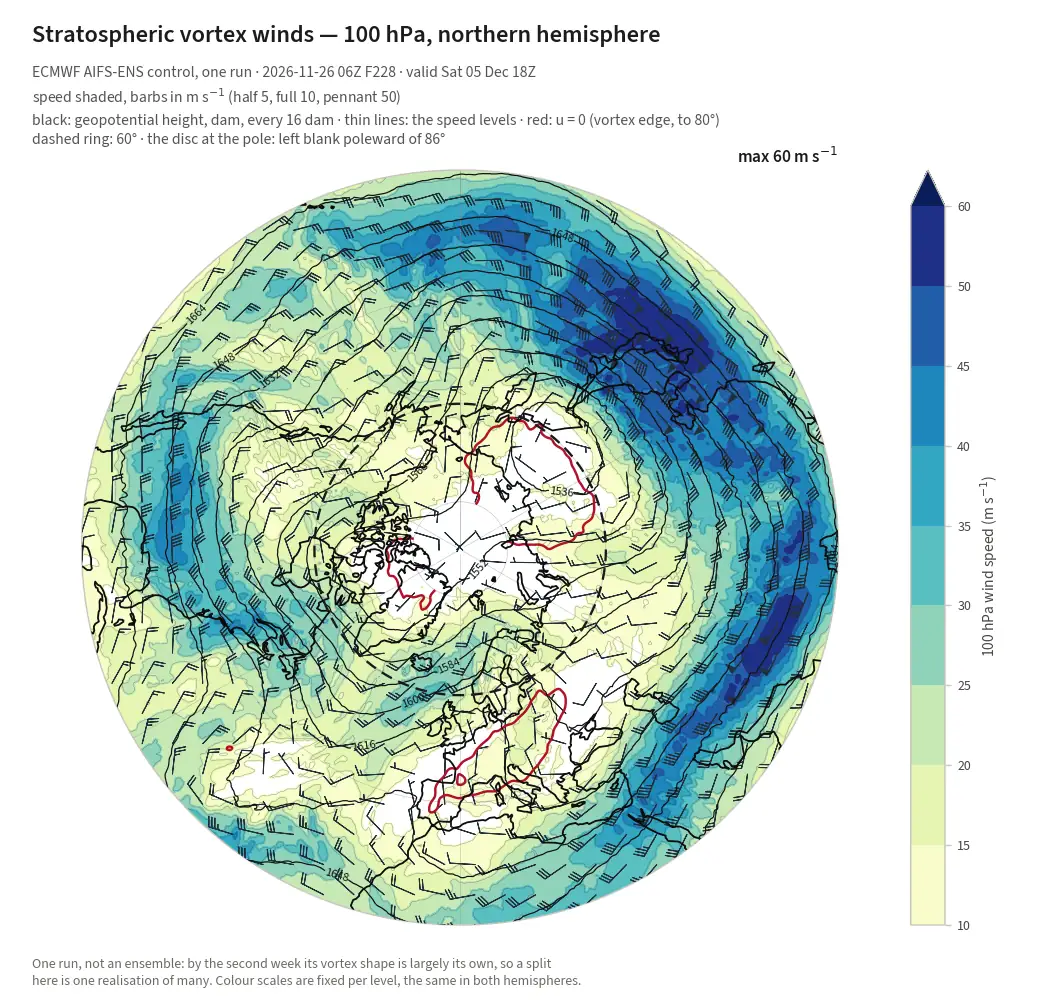 Stratospheric vortex winds — 100 hPa, northern hemisphere
ECMWF AIFS-ENS control, one run · 2026-11-26 06Z F228 · valid Sat 05 Dec 18Z
speed shaded, barbs in m s⁻¹ (half 5, full 10, pennant 50)
black: geopotential height, dam, every 16 dam · thin lines: the speed levels · red: u = 0 (vortex edge, to 80°)
dashed ring: 60° · the disc at the pole: left blank poleward of 86°
max 60 m s⁻¹
1648
1664
1648
1632
1568
1536
1552
1584
1600
1616
1648
60
50
45
40
35
30
25
20
15
10
100 hPa wind speed (m s⁻¹)
One run, not an ensemble: by the second week its vortex shape is largely its own, so a split
here is one realisation of many. Colour scales are fixed per level, the same in both hemispheres.